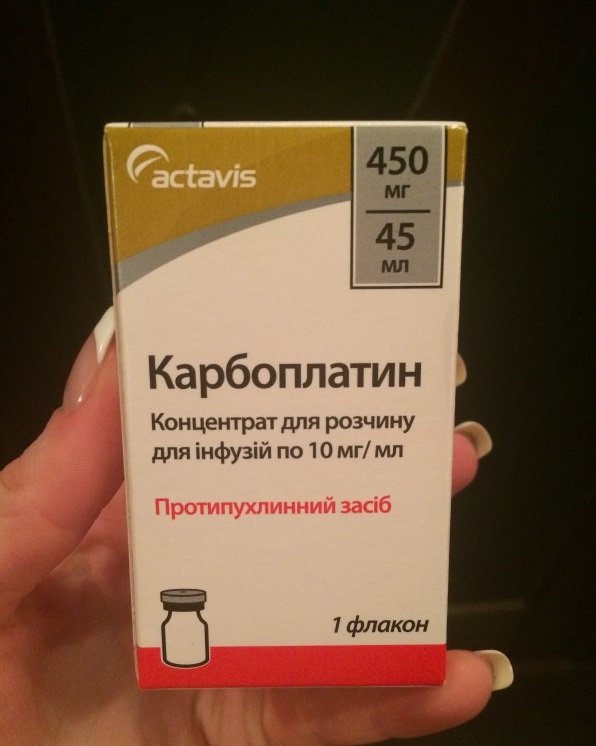 actavis
450
мг
45
мл
Карбоплатин
Концентрат для розчину
для інфузій по 10 мг/ мл
Протипухлинний засіб
1 флакон